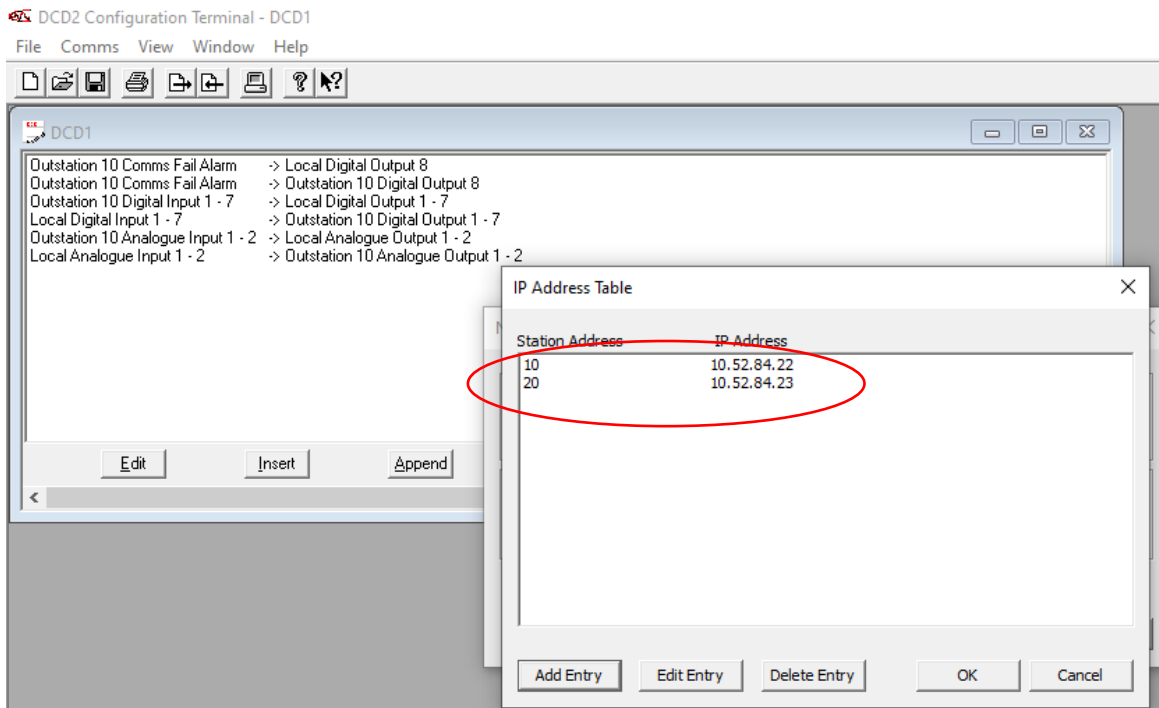 DCD2 Configuration Terminal - DCD1
File Comms View Window Help
DCD1
Outstation 10 Comms Fail Alarm -> Local Digital Output 8
Outstation 10 Comms Fail Alarm -> Outstation 10 Digital Output 8
Outstation 10 Digital Input 1 - 7 -> Local Digital Output 1 - 7
Local Digital Input 1 - 7 -> Outstation 10 Digital Output 1 - 7
Outstation 10 Analogue Input 1 - 2 -> Local Analogue Output 1 - 2
Local Analogue Input 1 - 2 -> Outstation 10 Analogue Output 1 - 2
Edit Insert Append
IP Address Table
Station Address IP Address
10 10.52.84.22
20 10.52.84.23
Add Entry Edit Entry Delete Entry OK Cancel